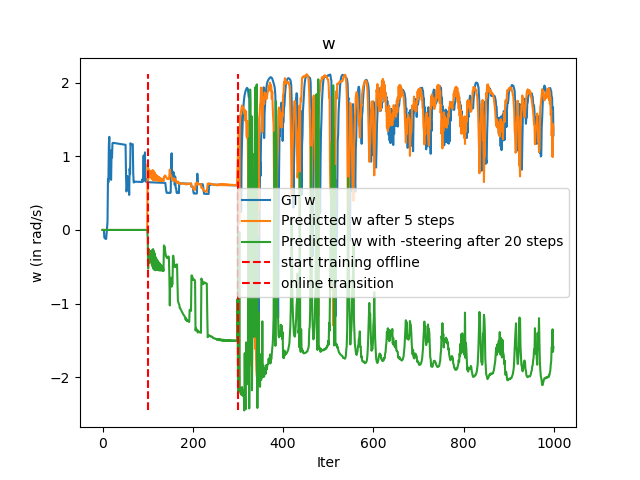 w
w (in rad/s)
2
1
0
−1
−2
GT w
Predicted w after 5 steps
Predicted w with -steering after 20 steps
start training offline
online transition
0
200
400
600
800
1000
Iter